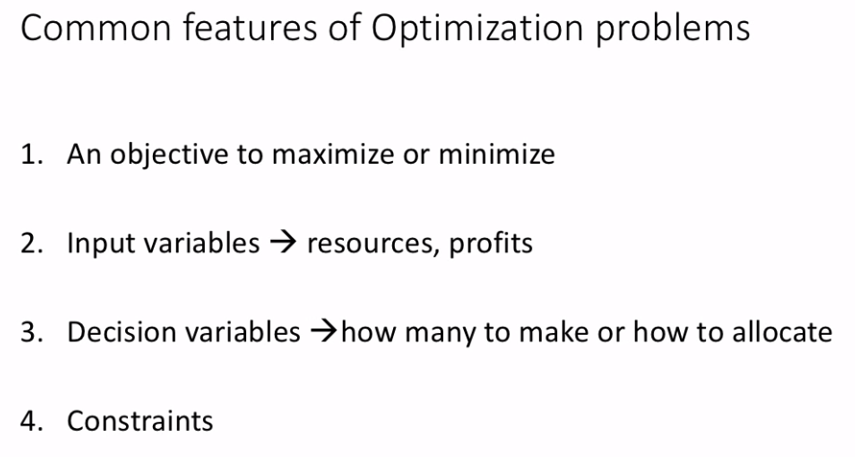 Common features of Optimization problems
1. An objective to maximize or minimize
2. Input variables → resources, profits
3. Decision variables →how many to make or how to allocate
4. Constraints